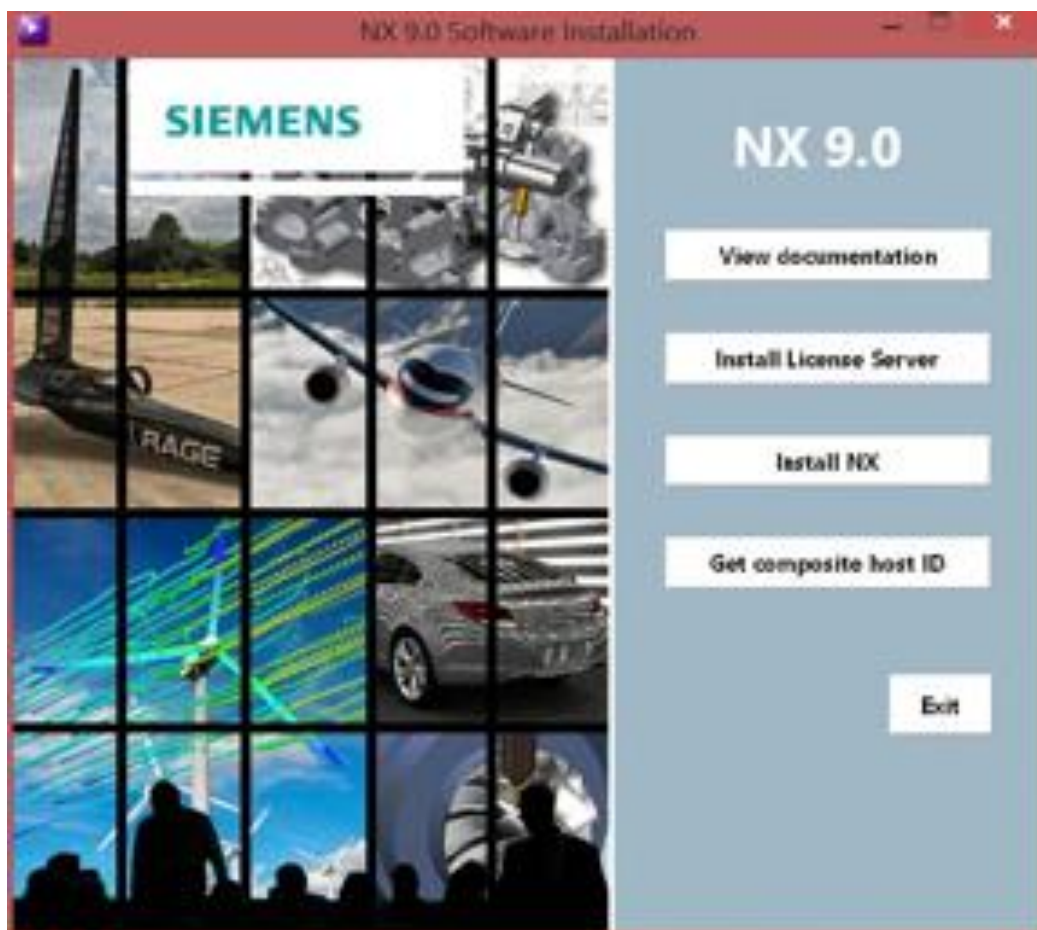 NX 9.0 Software Installation
SIEMENS
NX 9.0
View documentation
Install License Server
RAGE
Install NX
Get composite host ID
Exit